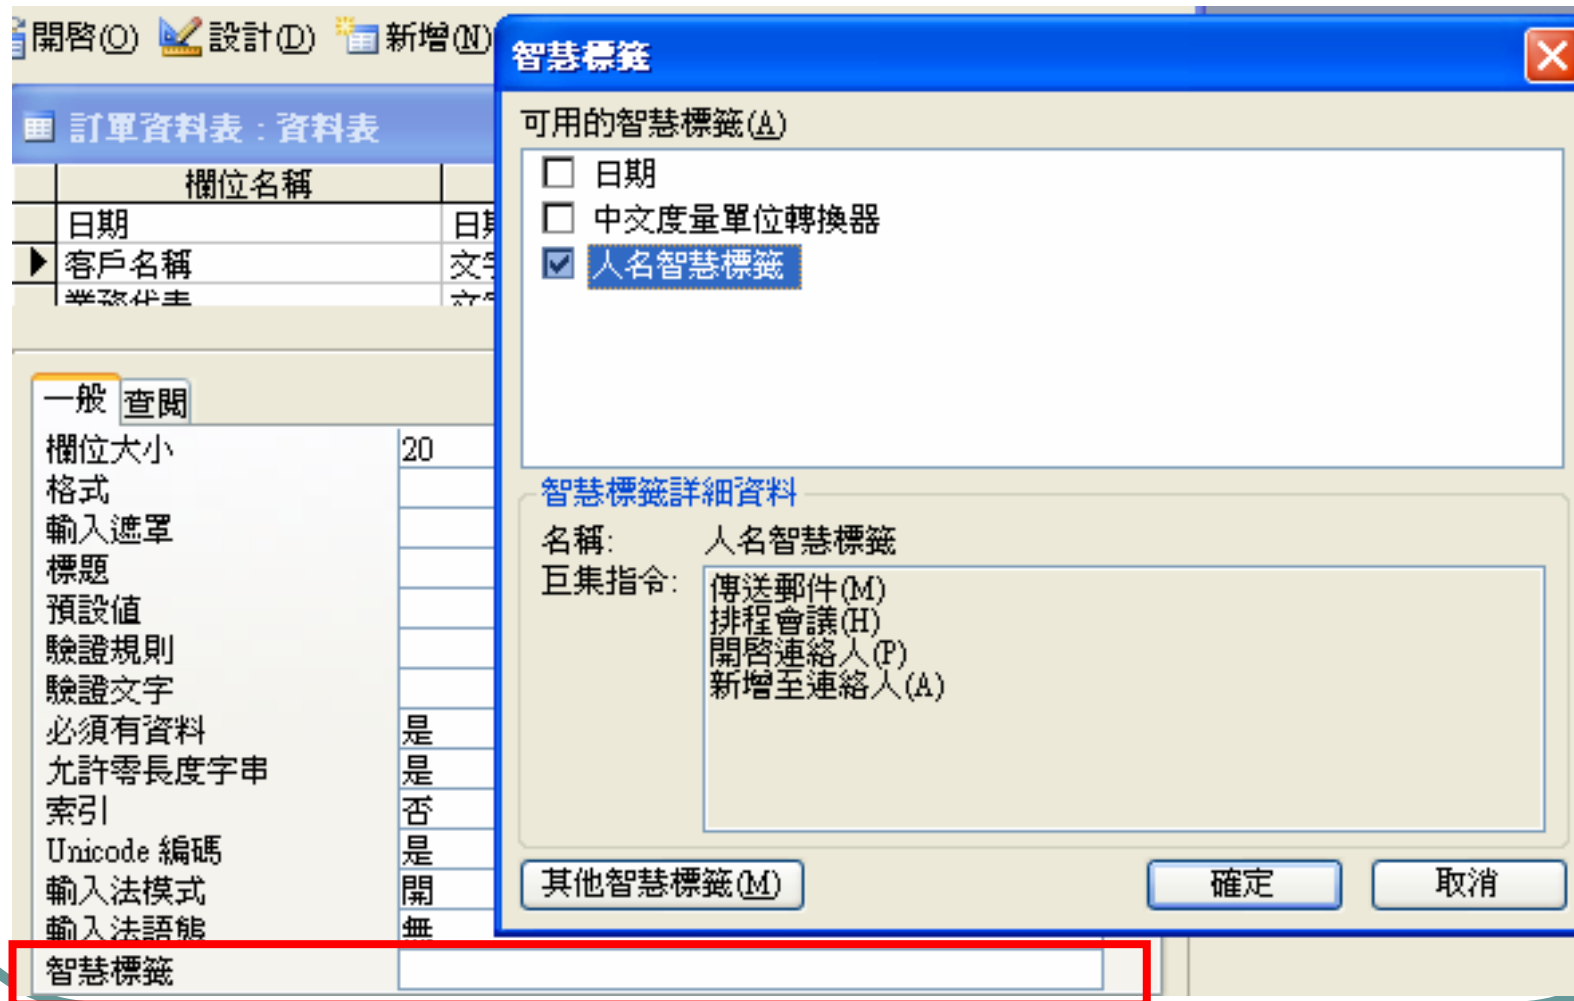 開啓(O) 設計(D) 新增(N)
訂單資料表 : 資料表
欄位名稱
日期
客戶名稱
業務代表
一般 查閱
欄位大小 20
格式
輸入遮罩
標題
預設值
驗證規則
驗證文字
必須有資料 是
允許零長度字串 是
索引 否
Unicode 編碼 是
輸入法模式 開
輸入法語態 無
智慧標籤
智慧標籤
可用的智慧標籤(A)
日期
中文度量單位轉換器
人名智慧標籤
智慧標籤詳細資料
名稱: 人名智慧標籤
巨集指令: 傳送郵件(M)
排程會議(H)
開啓連絡人(P)
新增至連絡人(A)
其他智慧標籤(M) 確定 取消